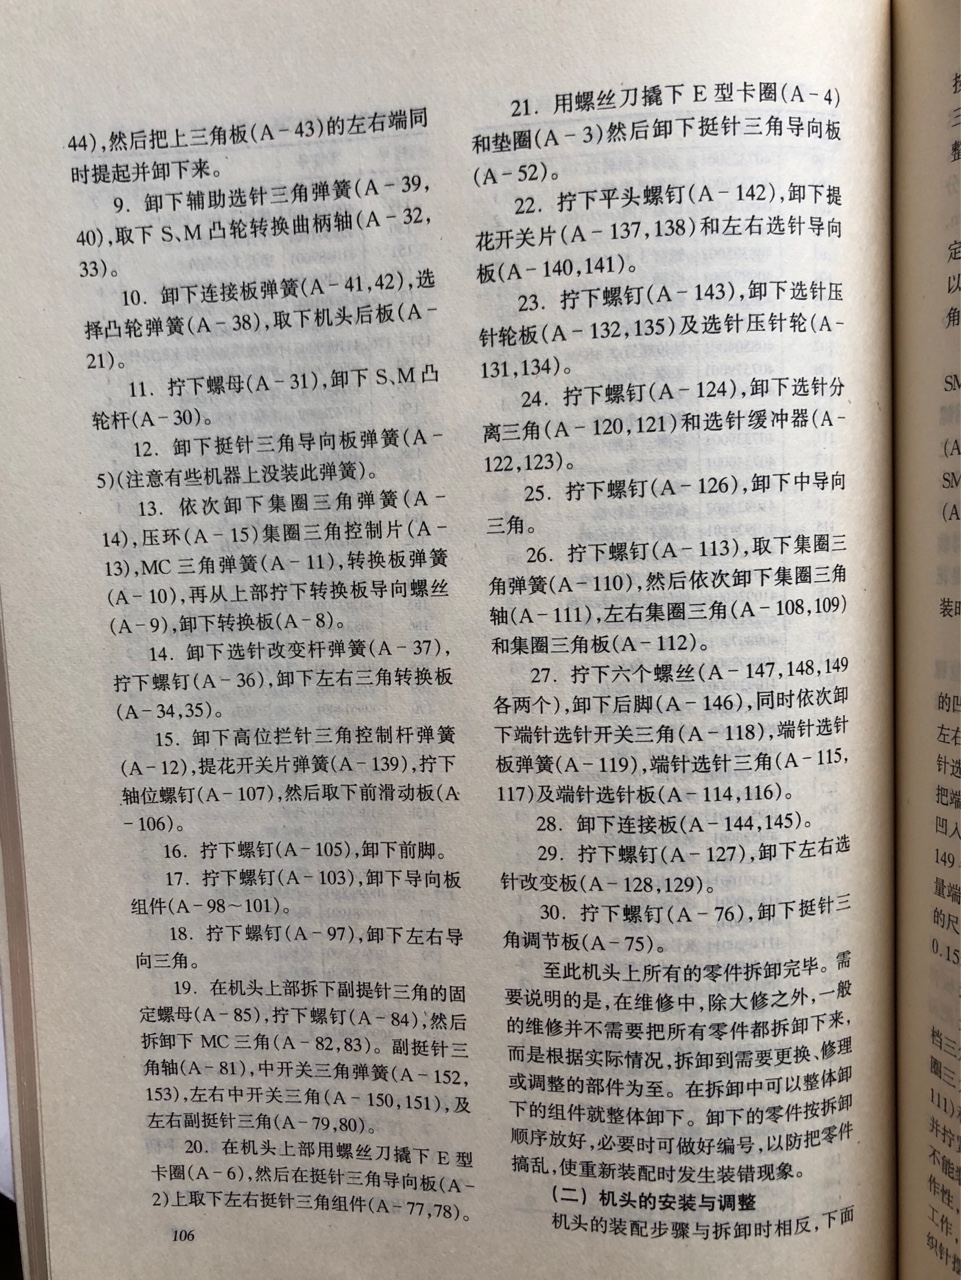 44),然后把上三角板(A-43)的左右端同
时提起并卸下来。
9. 卸下辅助选针三角弹簧(A-39,
40),取下 S、M 凸轮转换曲柄轴(A-32,
33)。
10. 卸下连接板弹簧(A-41,42),选
择凸轮弹簧(A-38),取下机头后板(A-
21)。
11. 拧下螺母(A-31),卸下 S、M 凸
轮杆(A-30)。
12. 卸下挺针三角导向板弹簧(A-
5)(注意有些机器上没装此弹簧)。
13. 依次卸下集圈三角弹簧(A-
14),压环(A-15)集圈三角控制片(A-
13),MC 三角弹簧(A-11),转换板弹簧
(A-10),再从上部拧下转换板导向螺丝
(A-9),卸下转换板(A-8)。
14. 卸下选针改变杆弹簧(A-37),
拧下螺钉(A-36),卸下左右三角转换板
(A-34,35)。
15. 卸下高位拦针三角控制杆弹簧
(A-12),提花开关片弹簧(A-139),拧下
轴位螺钉(A-107),然后取下前滑动板(A
-106)。
16. 拧下螺钉(A-105),卸下前脚。
17. 拧下螺钉(A-103),卸下导向板
组件(A-98~101)。
18. 拧下螺钉(A-97),卸下左右导
向三角。
19. 在机头上部拆下副提针三角的固
定螺母(A-85),拧下螺钉(A-84),然后
拆卸下 MC 三角(A-82,83)。副挺针三
角轴(A-81),中开关三角弹簧(A-152,
153),左右中开关三角(A-150,151),及
左右副挺针三角(A-79,80)。
20. 在机头上部用螺丝刀撬下 E 型
卡圈(A-6),然后在挺针三角导向板(A-
2)上取下左右挺针三角组件(A-77,78)。
106
21. 用螺丝刀撬下 E 型卡圈(A-4)
和垫圈(A-3)然后卸下挺针三角导向板
(A-52)。
22. 拧下平头螺钉(A-142),卸下提
花开关片(A-137,138)和左右选针导向
板(A-140,141)。
23. 拧下螺钉(A-143),卸下选针压
针轮板(A-132,135)及选针压针轮(A-
131,134)。
24. 拧下螺钉(A-124),卸下选针分
离三角(A-120,121)和选针缓冲器(A-
122,123)。
25. 拧下螺钉(A-126),卸下中导向
三角。
26. 拧下螺钉(A-113),取下集圈三
角弹簧(A-110),然后依次卸下集圈三角
轴(A-111),左右集圈三角(A-108,109)
和集圈三角板(A-112)。
27. 拧下六个螺丝(A-147,148,149
各两个),卸下后脚(A-146),同时依次卸
下端针选针开关三角(A-118),端针选针
板弹簧(A-119),端针选针三角(A-115,
117)及端针选针板(A-114,116)。
28. 卸下连接板(A-144,145)。
29. 拧下螺钉(A-127),卸下左右选
针改变板(A-128,129)。
30. 拧下螺钉(A-76),卸下挺针三
角调节板(A-75)。
至此机头上所有的零件拆卸完毕。需
要说明的是,在维修中,除大修之外,一般
的维修并不需要把所有零件都拆卸下来,
而是根据实际情况,拆卸到需要更换、修理
或调整的部件为至。在拆卸中可以整体卸
下的组件就整体卸下。卸下的零件按拆卸
顺序放好,必要时可做好编号,以防把零件
搞乱,使重新装配时发生装错现象。
(二) 机头的安装与调整
机头的装配步骤与拆卸时相反,下面
整
定
以
角
SM
(A
SM
(A
的凹
左右
针选
把端
凹入
149
量端
的尺
0.15
档三
圈三
111)
并拧
不能
作性,
工作,
织针